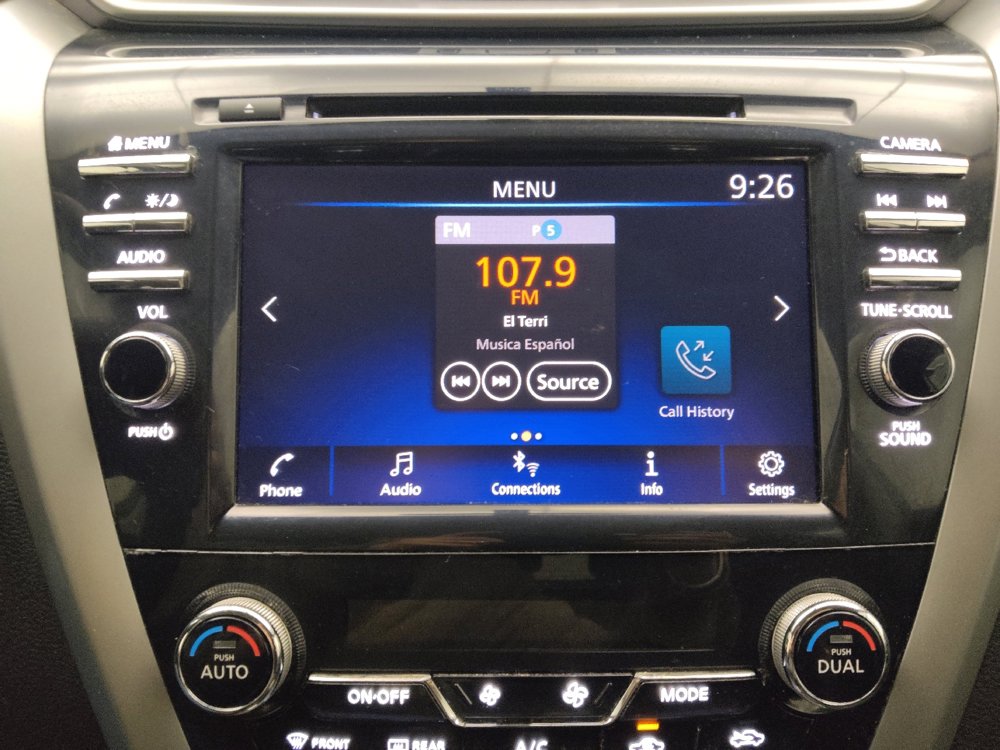 MENU
CAMERA
MENU
9:26
FM
P 5
AUDIO
107.9
FM
BACK
VOL
El Terri
TUNE·SCROLL
Musica Español
Source
Call History
PUSH
PUSH
SOUND
Phone
Audio
Connections
Info
Settings
PUSH
AUTO
PUSH
DUAL
ON·OFF
MODE
FRONT
REAR
A/C